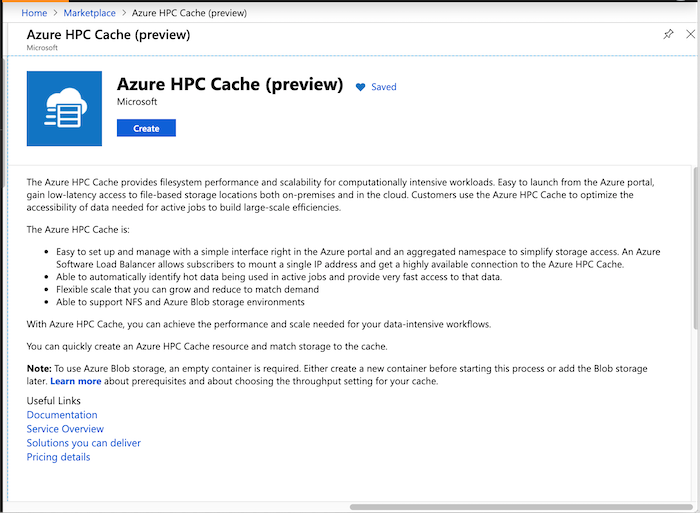 Home > Marketplace > Azure HPC Cache (preview)
Azure HPC Cache (preview)
Microsoft
Azure HPC Cache (preview)
Saved
Microsoft
Create
The Azure HPC Cache provides filesystem performance and scalability for computationally intensive workloads. Easy to launch from the Azure portal,
gain low-latency access to file-based storage locations both on-premises and in the cloud. Customers use the Azure HPC Cache to optimize the
accessibility of data needed for active jobs to build large-scale efficiencies.
The Azure HPC Cache is:
• Easy to set up and manage with a simple interface right in the Azure portal and an aggregated namespace to simplify storage access. An Azure
Software Load Balancer allows subscribers to mount a single IP address and get a highly available connection to the Azure HPC Cache.
• Able to automatically identify hot data being used in active jobs and provide very fast access to that data.
• Flexible scale that you can grow and reduce to match demand
• Able to support NFS and Azure Blob storage environments
With Azure HPC Cache, you can achieve the performance and scale needed for your data-intensive workflows.
You can quickly create an Azure HPC Cache resource and match storage to the cache.
Note: To use Azure Blob storage, an empty container is required. Either create a new container before starting this process or add the Blob storage
later. Learn more about prerequisites and about choosing the throughput setting for your cache.
Useful Links
Documentation
Service Overview
Solutions you can deliver
Pricing details